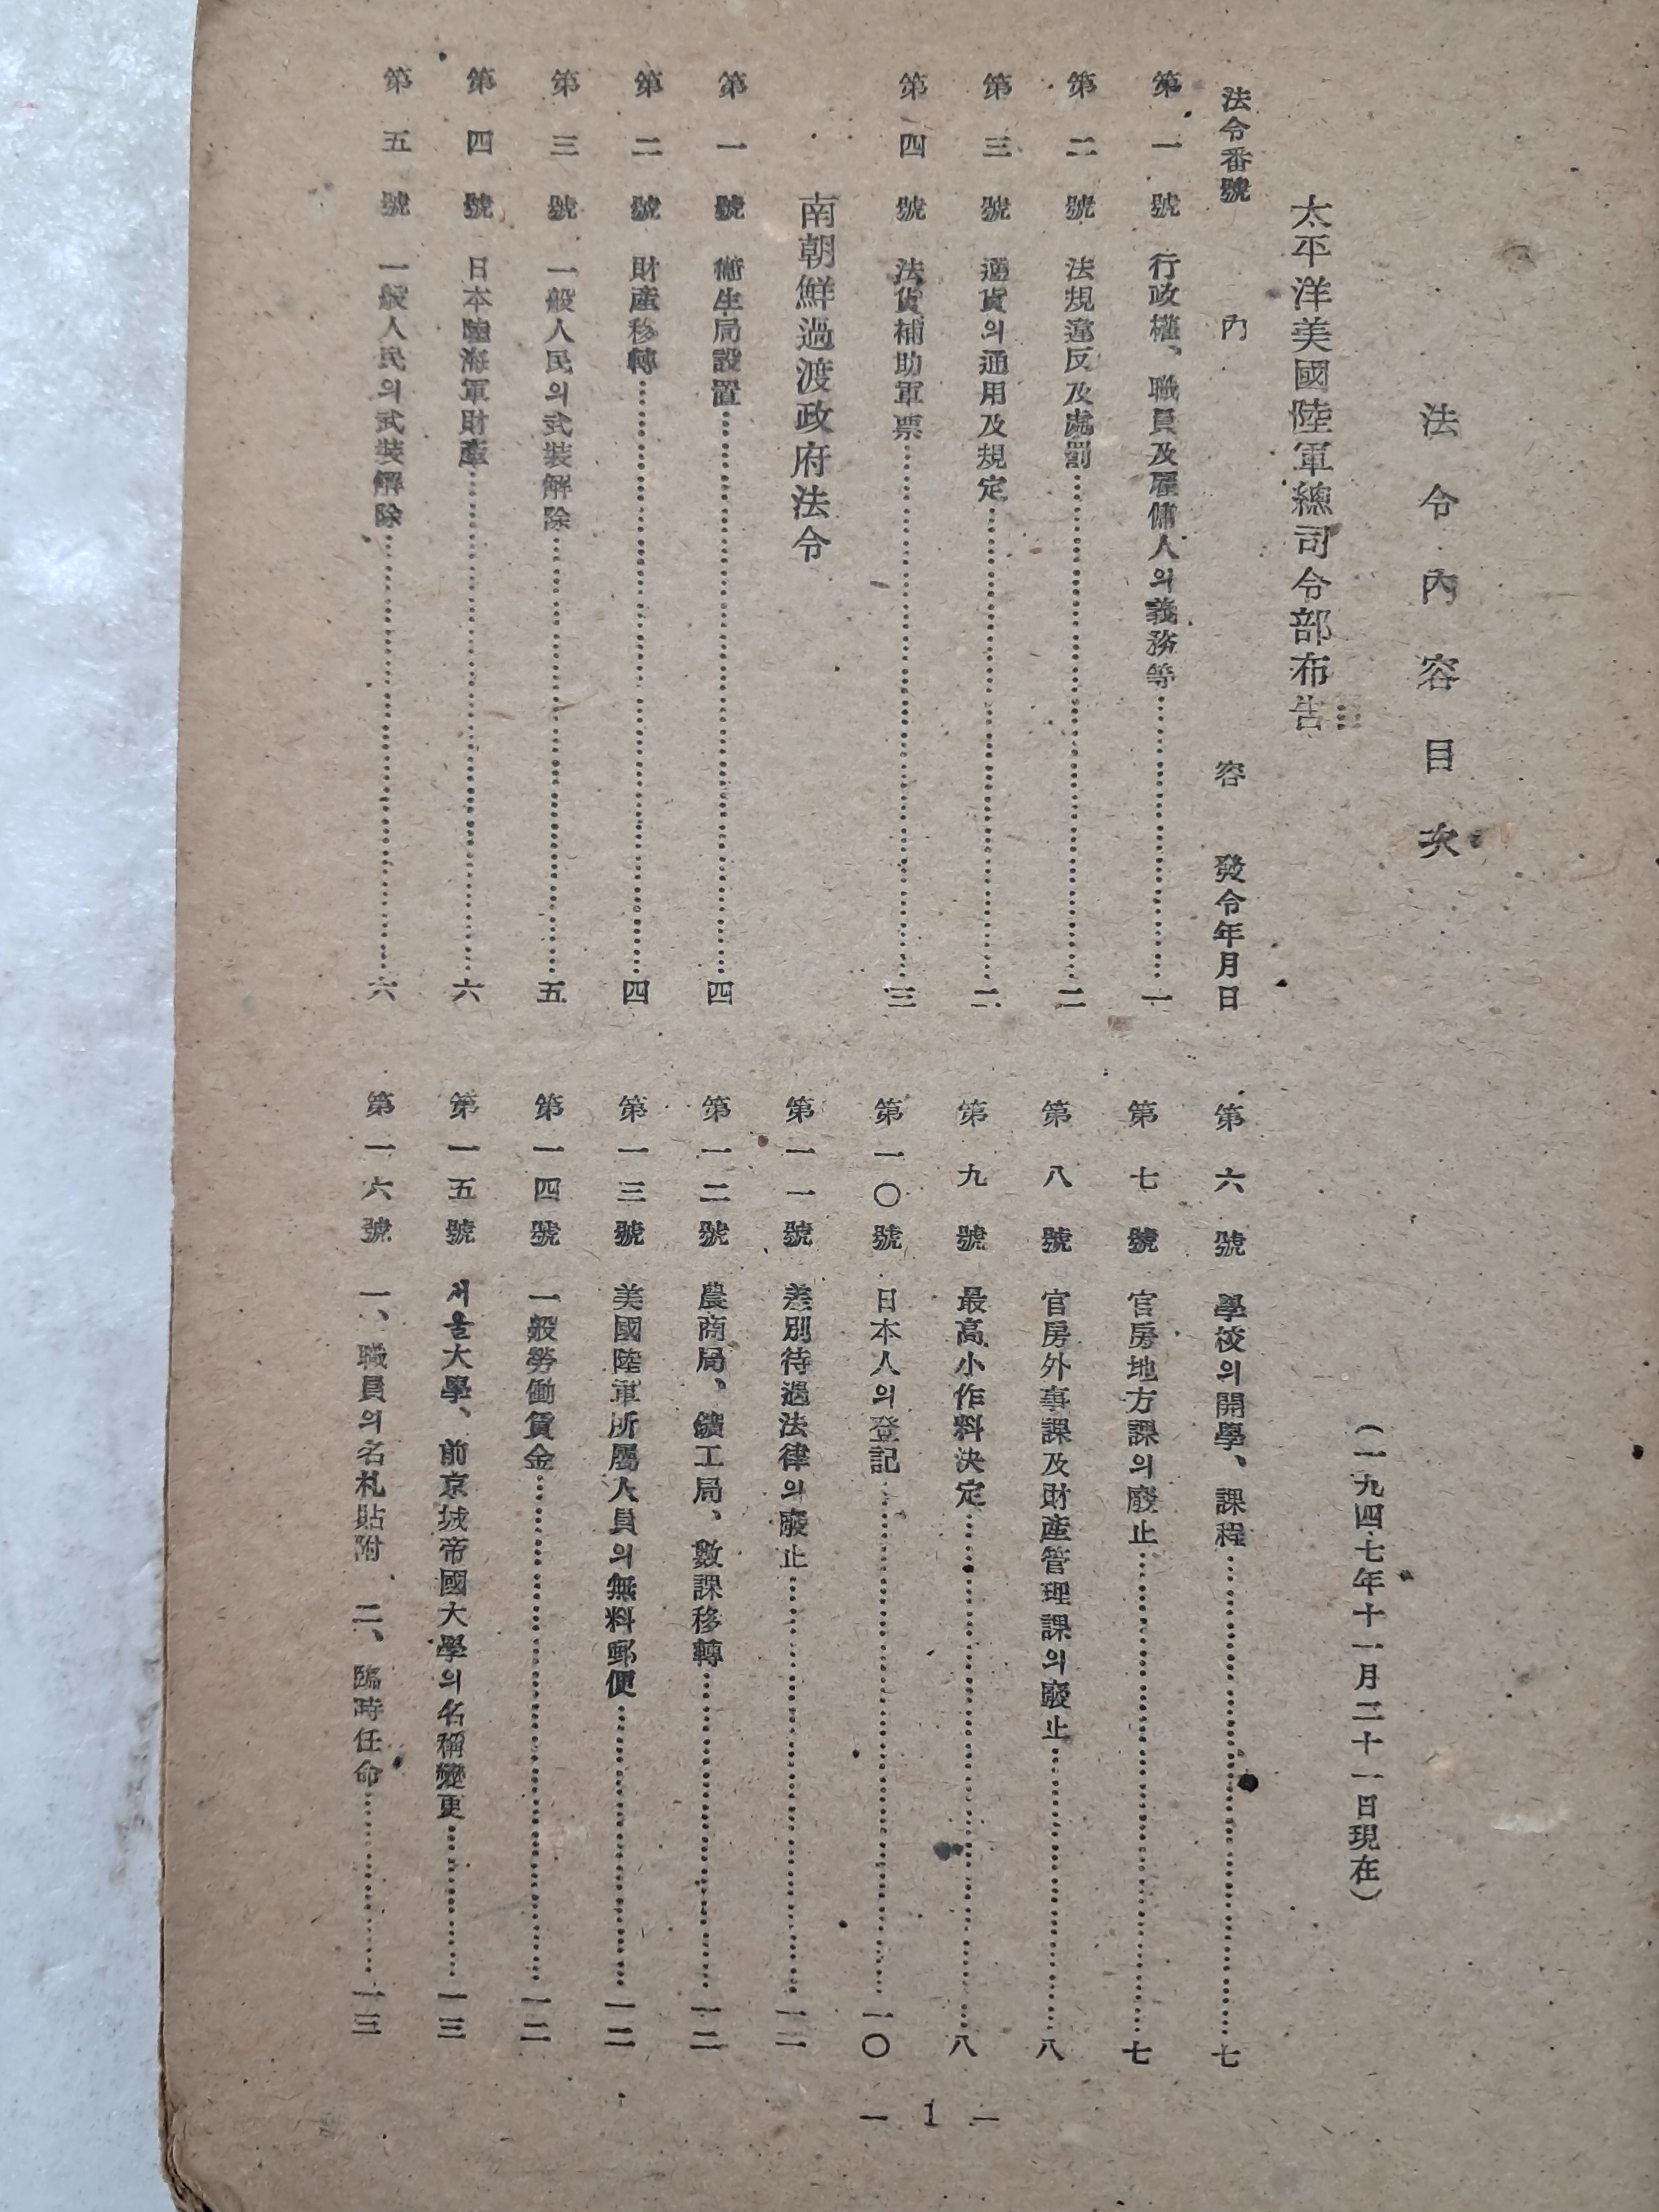 法令內容目次
(一九四七年十一月三十一日現在)
太平洋美國陸軍總司令部布告
法令番號 內 容 發令年月日
第一號 行政權、職員及雇傭人의義務等……一
第二號 法規違反及處罰……二
第三號 通貨의通用及規定……二
第四號 法貨補助軍票……三
南朝鮮過渡政府法令
第一號 衞生局設置……四
第二號 財產移轉……四
第三號 一般人民의武裝解除……五
第四號 日本陸海軍財產……六
第五號 一般人民의武裝解除……六
第六號 學校의開學、課程……七
第七號 官房地方課의廢止……七
第八號 官房外事課及財產管理課의廢止……八
第九號 最高小作料決定……八
第一〇號 日本人의登記……一〇
第一一號 差別待遇法律의廢止……一二
第一二號 農商局、鑛工局、數課移轉……一二
第一三號 美國陸軍所屬人員의無料郵便……一二
第一四號 一般勞働賃金……一二
第一五號 서울大學、前京城帝國大學의名稱變更……一三
第一六號 一、職員의名札貼附、二、臨時任命……一三
— 1 —